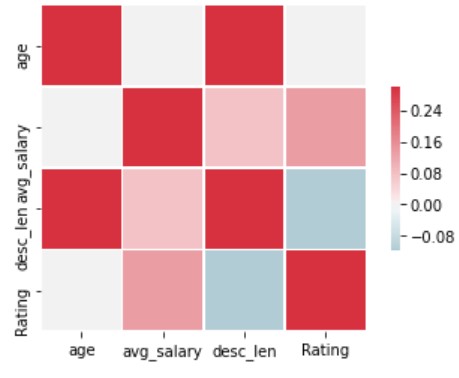 age
avg_salary
desc_len
Rating
age avg_salary desc_len Rating
0.24
0.16
0.08
0.00
−0.08